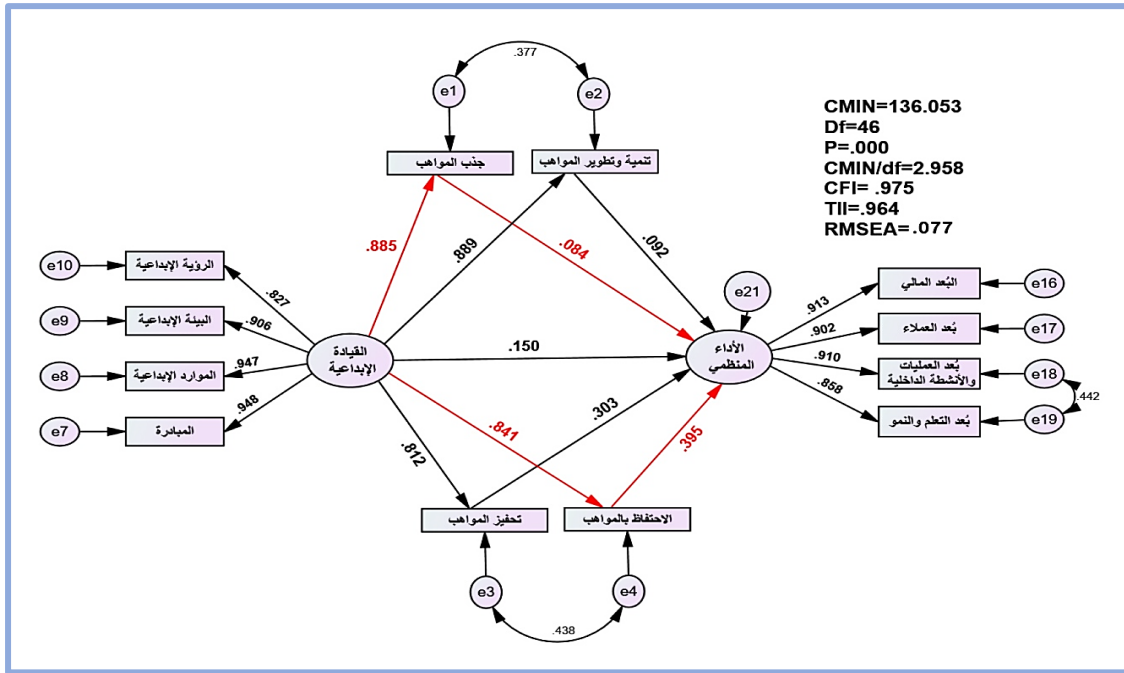 .377
e1
e2
CMIN=136.053
Df=46
P=.000
CMIN/df=2.958
CFI= .975
TlI=.964
RMSEA=.077
جذب المواهب
تنمية وتطوير المواهب
.885
.889
.084
.092
e10
الرؤية الإبداعية
.827
e9
البيئة الإبداعية
.906
e8
الموارد الإبداعية
.947
e7
المبادرة
.948
القيادة
الإبداعية
.150
e21
الأداء
المنظمي
.913
البُعد المالي
e16
.902
بُعد العملاء
e17
.910
بُعد العمليات
والأنشطة الداخلية
e18
.858
بُعد التعلم والنمو
e19
.442
.812
.841
.303
.395
تحفيز المواهب
الاحتفاظ بالمواهب
e3
e4
.438